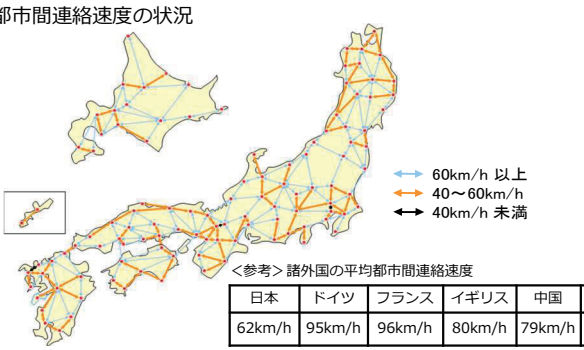 都市間連絡速度の状況
60km/h 以上
40～60km/h
40km/h 未満
＜参考＞諸外国の平均都市間連絡速度
日本 ドイツ フランス イギリス 中国
62km/h 95km/h 96km/h 80km/h 79km/h